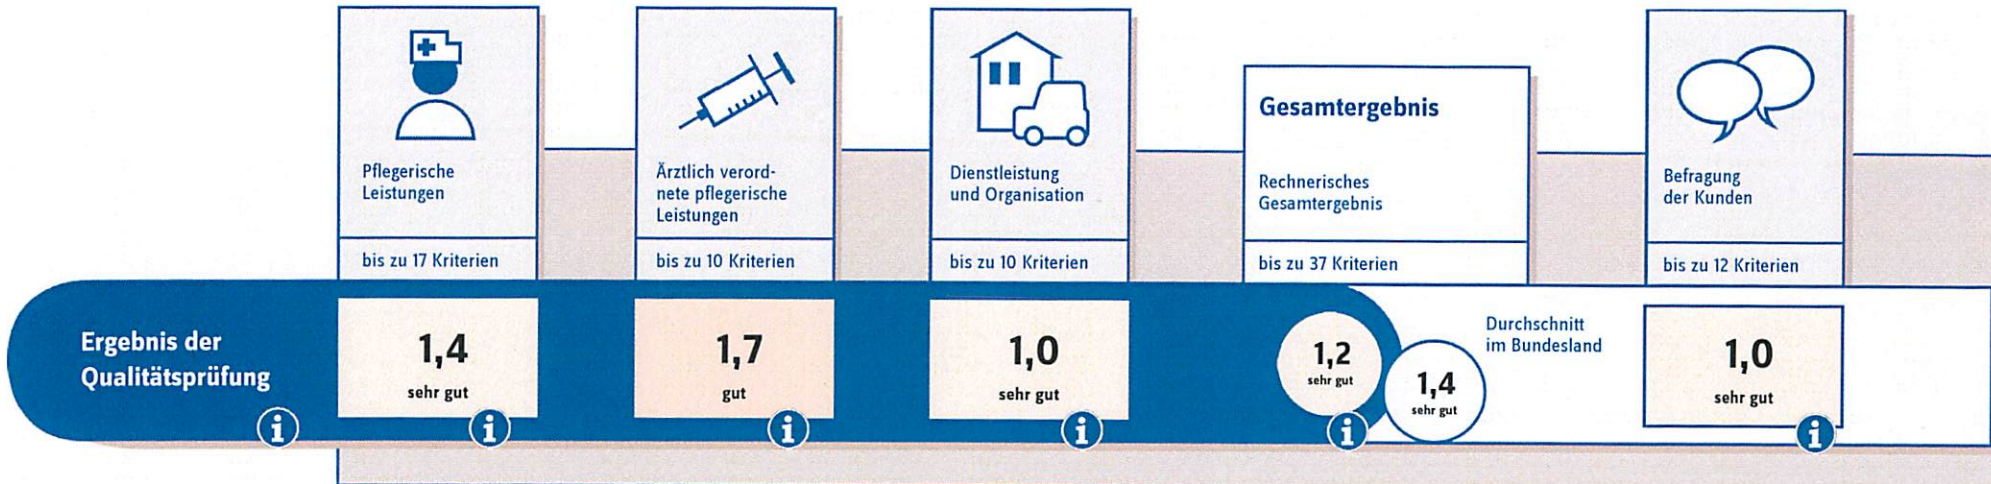 Pflegerische
Leistungen
bis zu 17 Kriterien
Ärztlich verord-
nete pflegerische
Leistungen
bis zu 10 Kriterien
Dienstleistung
und Organisation
bis zu 10 Kriterien
Gesamtergebnis
Rechnerisches
Gesamtergebnis
bis zu 37 Kriterien
Befragung
der Kunden
bis zu 12 Kriterien
Ergebnis der
Qualitätsprüfung
i
1,4
sehr gut
i
1,7
gut
i
1,0
sehr gut
i
1,2
sehr gut
i
1,4
sehr gut
Durchschnitt
im Bundesland
1,0
sehr gut
i